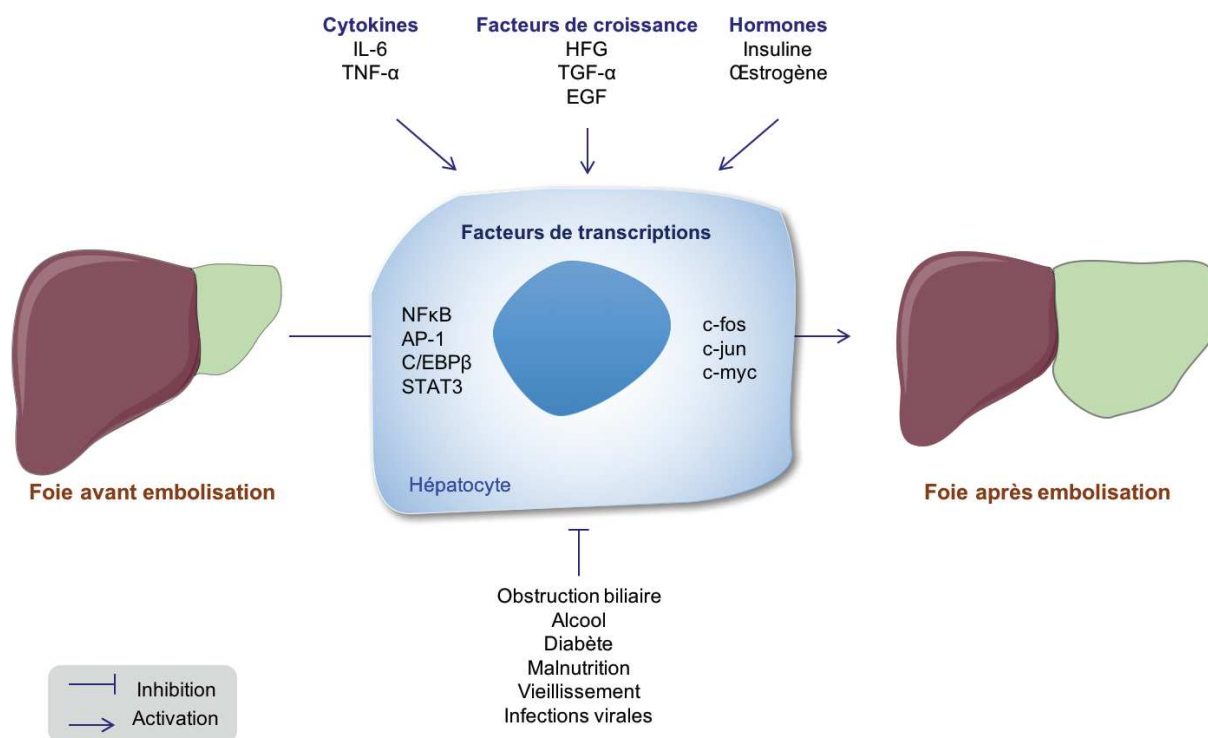 Cytokines
IL-6
TNF-α
Facteurs de croissance
HFG
TGF-α
EGF
Hormones
Insuline
Œstrogène
Facteurs de transcriptions
NFκB
AP-1
C/EBPβ
STAT3
c-fos
c-jun
c-myc
Hépatocyte
Foie avant embolisation
Foie après embolisation
Obstruction biliaire
Alcool
Diabète
Malnutrition
Vieillissement
Infections virales
Inhibition
Activation